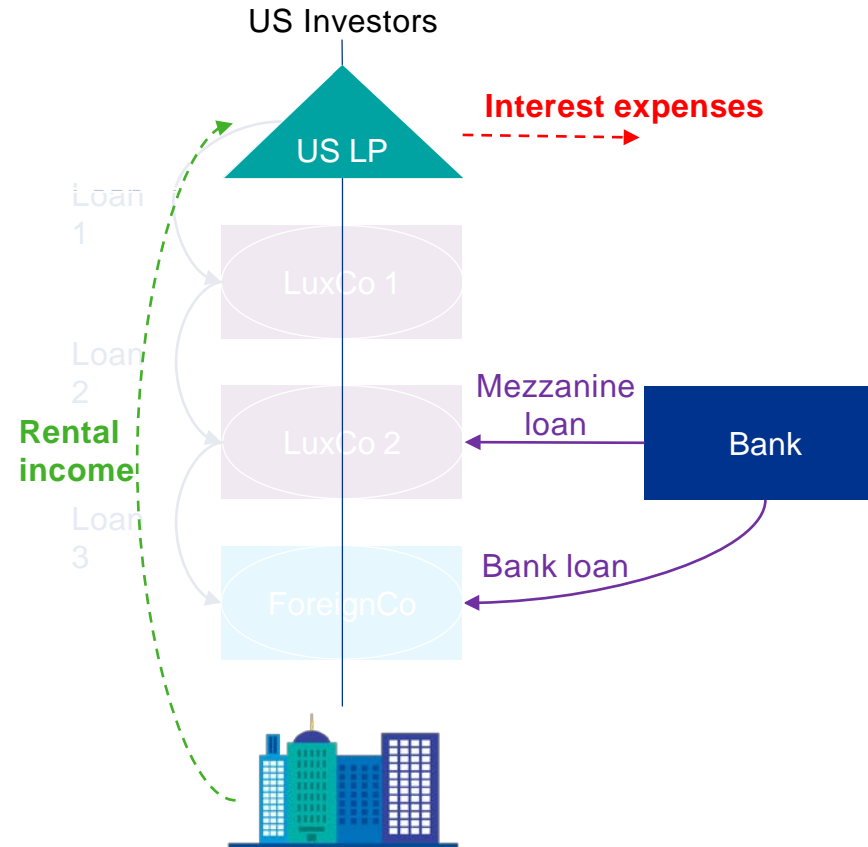 US Investors
Interest expenses
US LP
Loan
1
LuxCo 1
Loan
2
Mezzanine
loan
Rental
income
LuxCo 2
Bank
Loan
3
Bank loan
ForeignCo